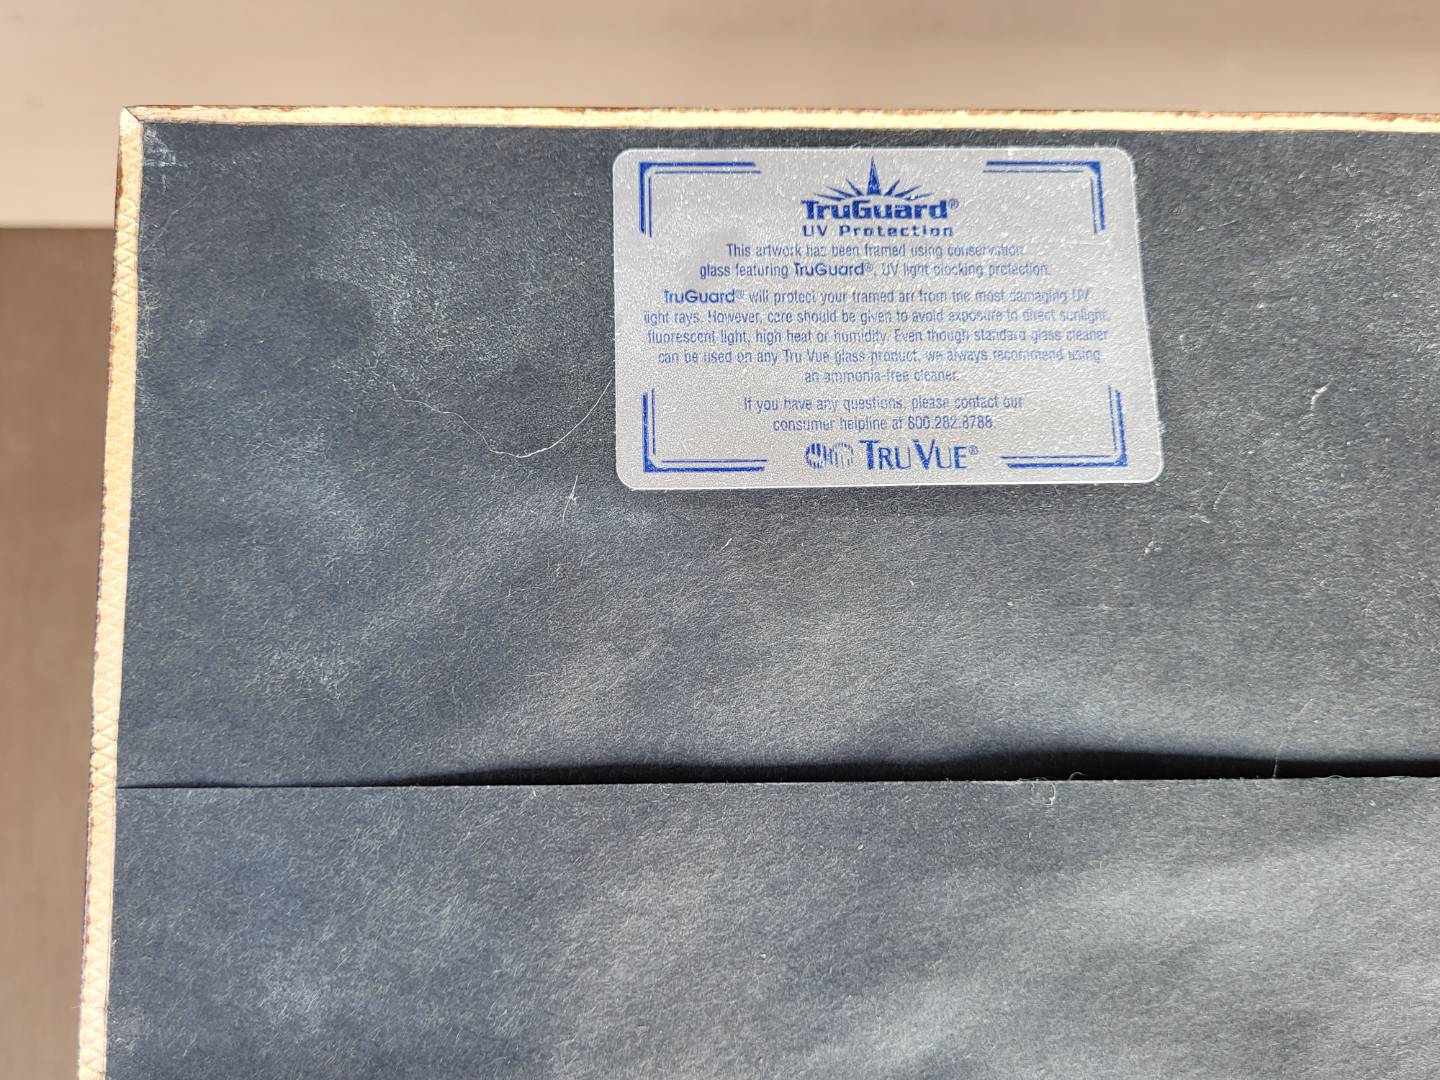 TruGuard®
UV Protection
This artwork has been framed using conservation
glass featuring TruGuard®, UV light blocking protection.
TruGuard® will protect your framed art from the most damaging UV
light rays. However, care should be given to avoid exposure to direct sunlight,
fluorescent light, high heat or humidity. Even though standard glass cleaner
can be used on any Tru Vue glass product, we always recommend using
an ammonia-free cleaner.
If you have any questions, please contact our
consumer helpline at 800.282.8788.
TRU VUE®